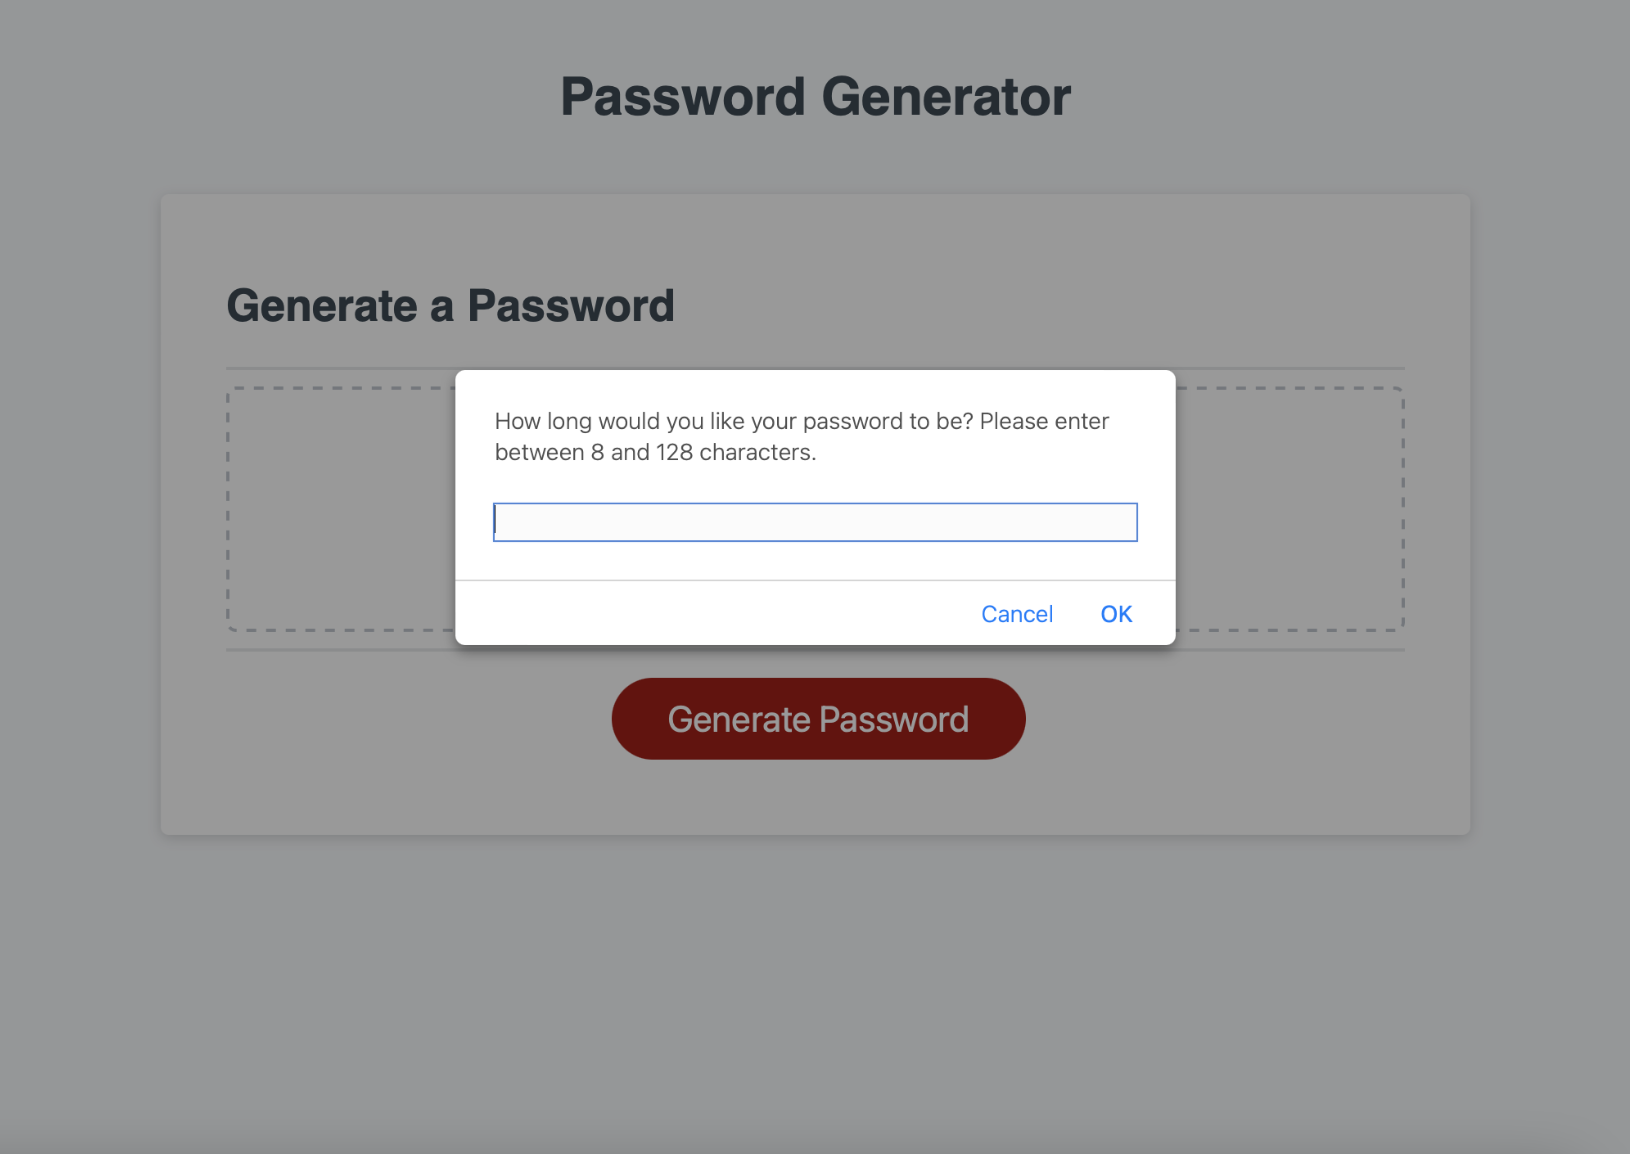 Password Generator
Generate a Password
How long would you like your password to be? Please enter
between 8 and 128 characters.
Cancel OK
Generate Password